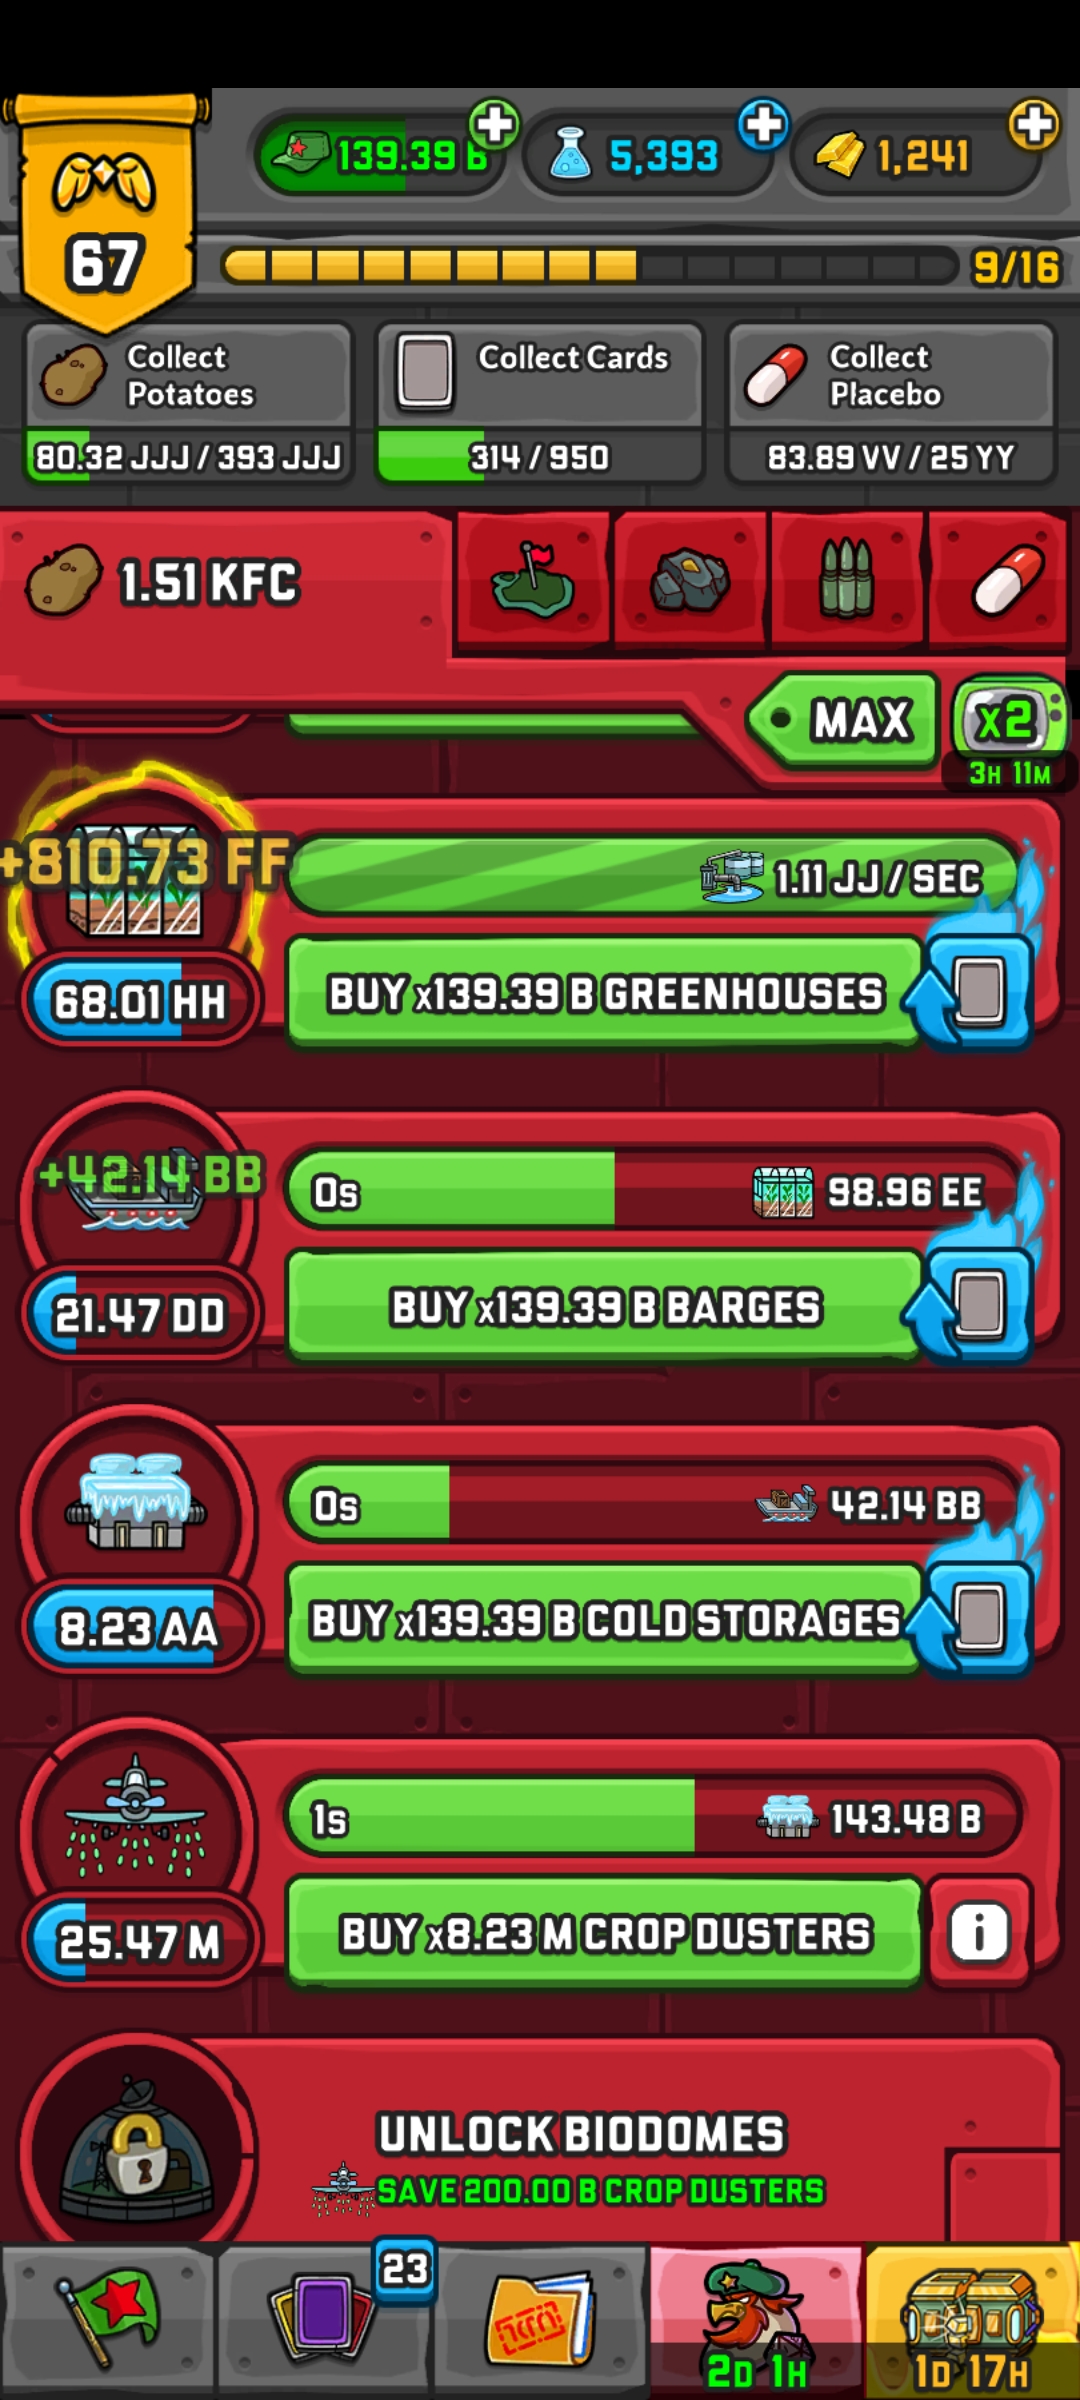 139.39 B
5,393
1,241
67
9/16
Collect
Potatoes
80.32 JJJ / 393 JJJ
Collect Cards
314 / 950
Collect
Placebo
83.89 VV / 25 YY
1.51 KFC
MAX
x2
3H 11M
+810.73 FF
1.11 JJ / SEC
68.01 HH
BUY x139.39 B GREENHOUSES
+42.14 BB
0s
98.96 EE
21.47 DD
BUY x139.39 B BARGES
0s
42.14 BB
8.23 AA
BUY x139.39 B COLD STORAGES
1s
143.48 B
25.47 M
BUY x8.23 M CROP DUSTERS
i
UNLOCK BIODOMES
SAVE 200.00 B CROP DUSTERS
23
2D 1H
1D 17H